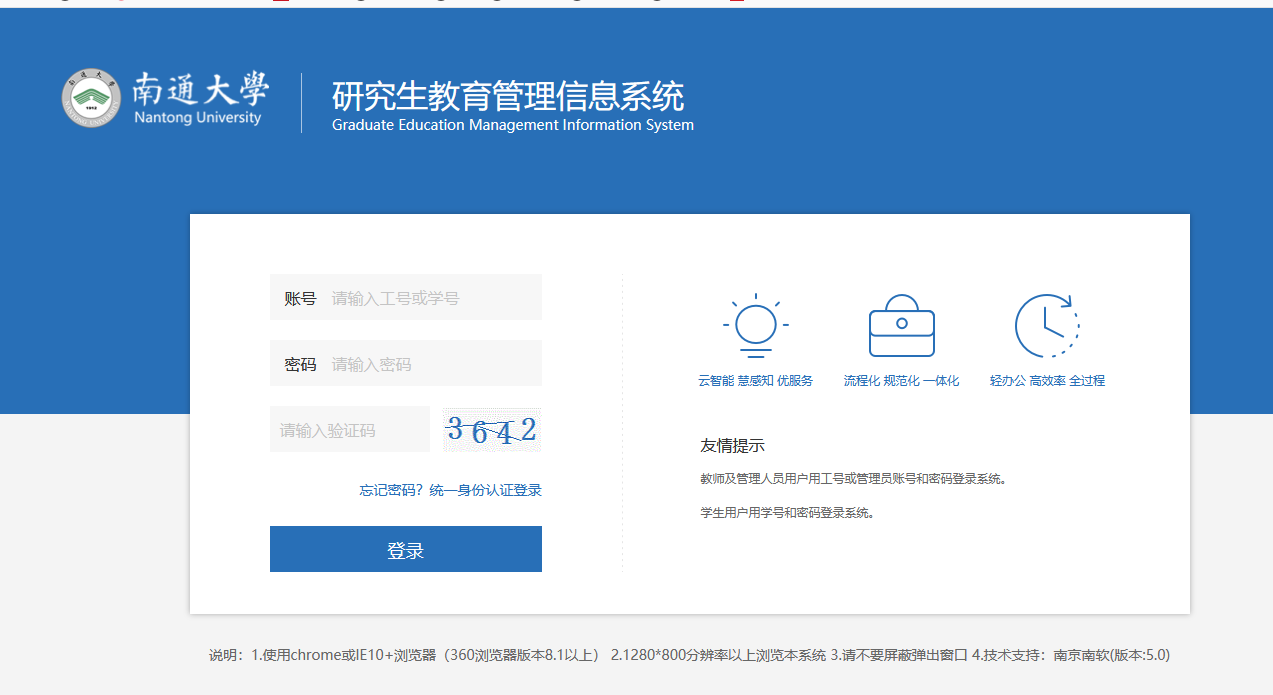 南通大學
Nantong University
研究生教育管理信息系统
Graduate Education Management Information System
账号 请输入工号或学号
密码 请输入密码
请输入验证码 3642
忘记密码？统一身份认证登录
登录
云智能 慧感知 优服务
流程化 规范化 一体化
轻办公 高效率 全过程
友情提示
教师及管理人员用户用工号或管理员账号和密码登录系统。
学生用户用学号和密码登录系统。
说明：1.使用chrome或IE10+浏览器（360浏览器版本8.1以上） 2.1280*800分辨率以上浏览本系统 3.请不要屏蔽弹出窗口 4.技术支持：南京南软(版本:5.0)